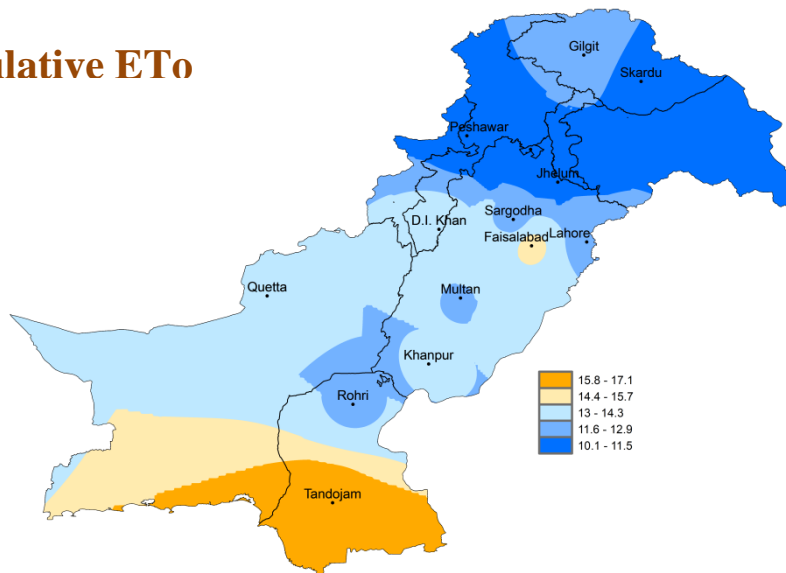 ulative ETo
Gilgit
Skardu
Peshawar
Jhelum
Sargodha
D.I. Khan
Faisalabad
Lahore
Quetta
Multan
Khanpur
Rohri
Tandojam
15.8 - 17.1
14.4 - 15.7
13 - 14.3
11.6 - 12.9
10.1 - 11.5